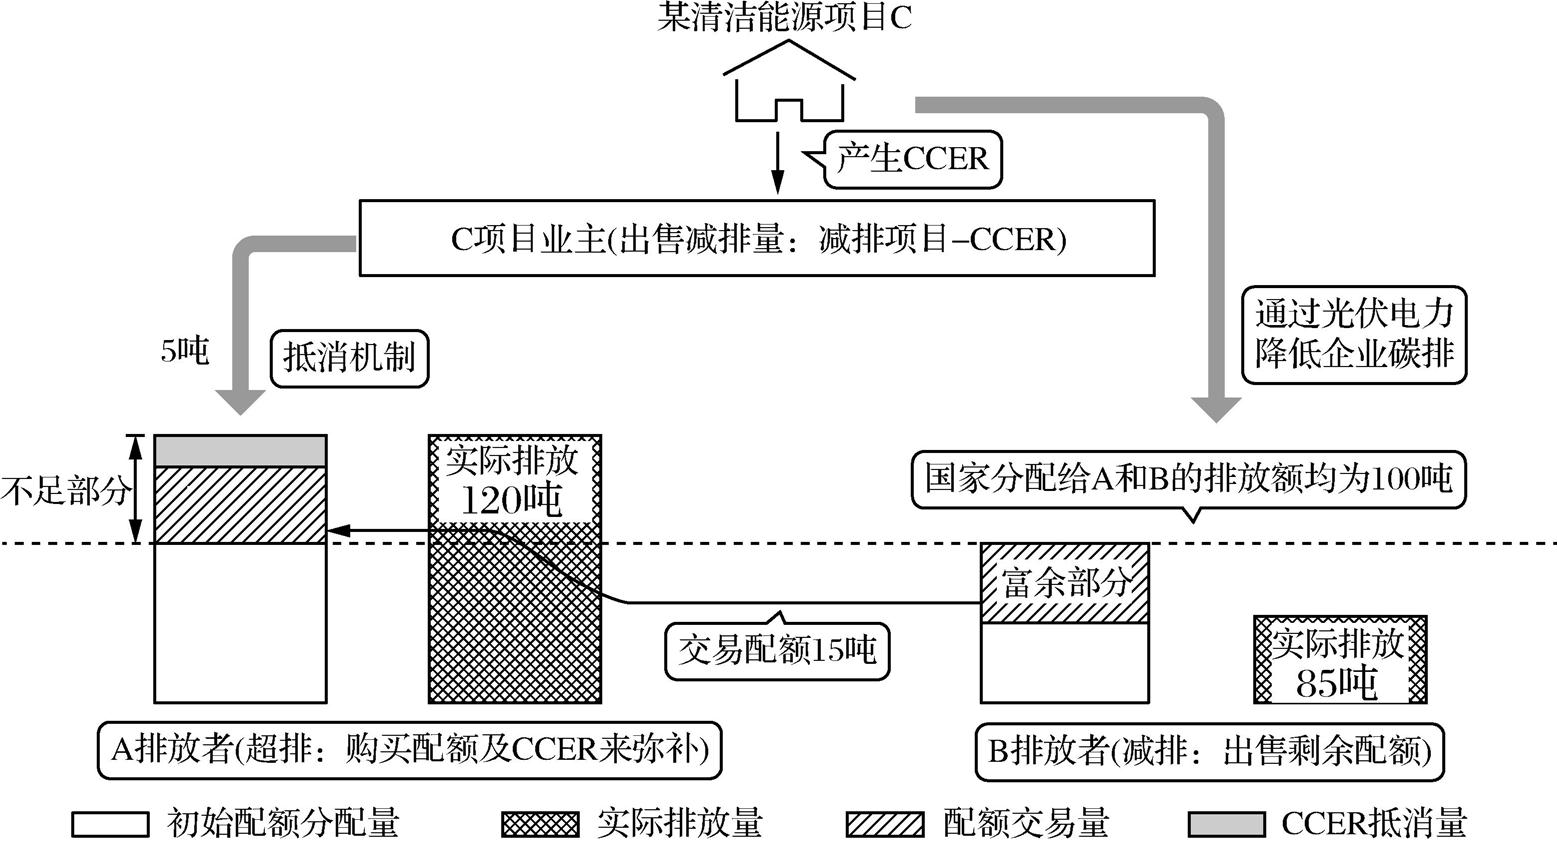 某清洁能源项目C
产生CCER
C项目业主(出售减排量：减排项目-CCER)
5吨
抵消机制
通过光伏电力
降低企业碳排
不足部分
实际排放
120吨
国家分配给A和B的排放额均为100吨
富余部分
交易配额15吨
实际排放
85吨
A排放者(超排：购买配额及CCER来弥补)
B排放者(减排：出售剩余配额)
初始配额分配量
实际排放量
配额交易量
CCER抵消量